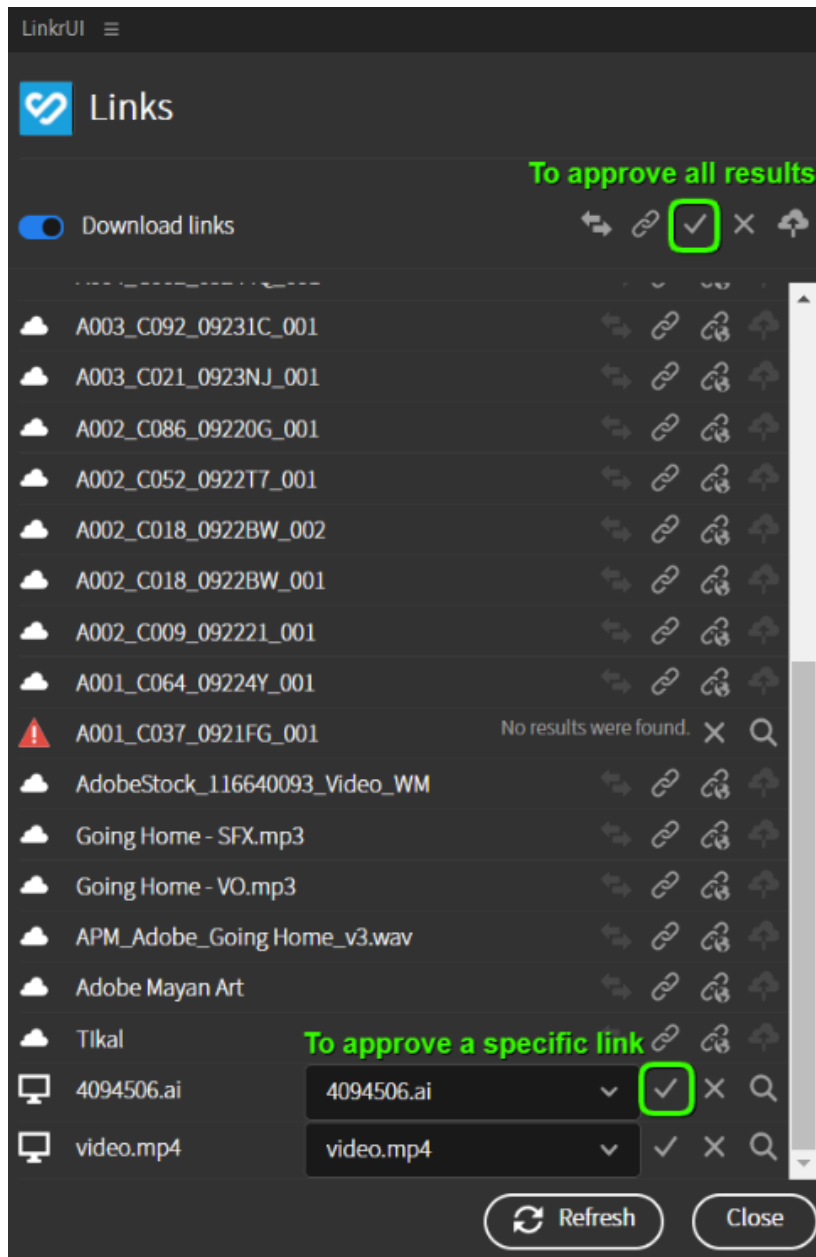 LinkrUI
Links
To approve all results
Download links
A003_C092_09231C_001
A003_C021_0923NJ_001
A002_C086_09220G_001
A002_C052_0922T7_001
A002_C018_0922BW_002
A002_C018_0922BW_001
A002_C009_092221_001
A001_C064_09224Y_001
A001_C037_0921FG_001 No results were found.
AdobeStock_116640093_Video_WM
Going Home - SFX.mp3
Going Home - VO.mp3
APM_Adobe_Going Home_v3.wav
Adobe Mayan Art
TIkal To approve a specific link
4094506.ai 4094506.ai
video.mp4 video.mp4
Refresh Close